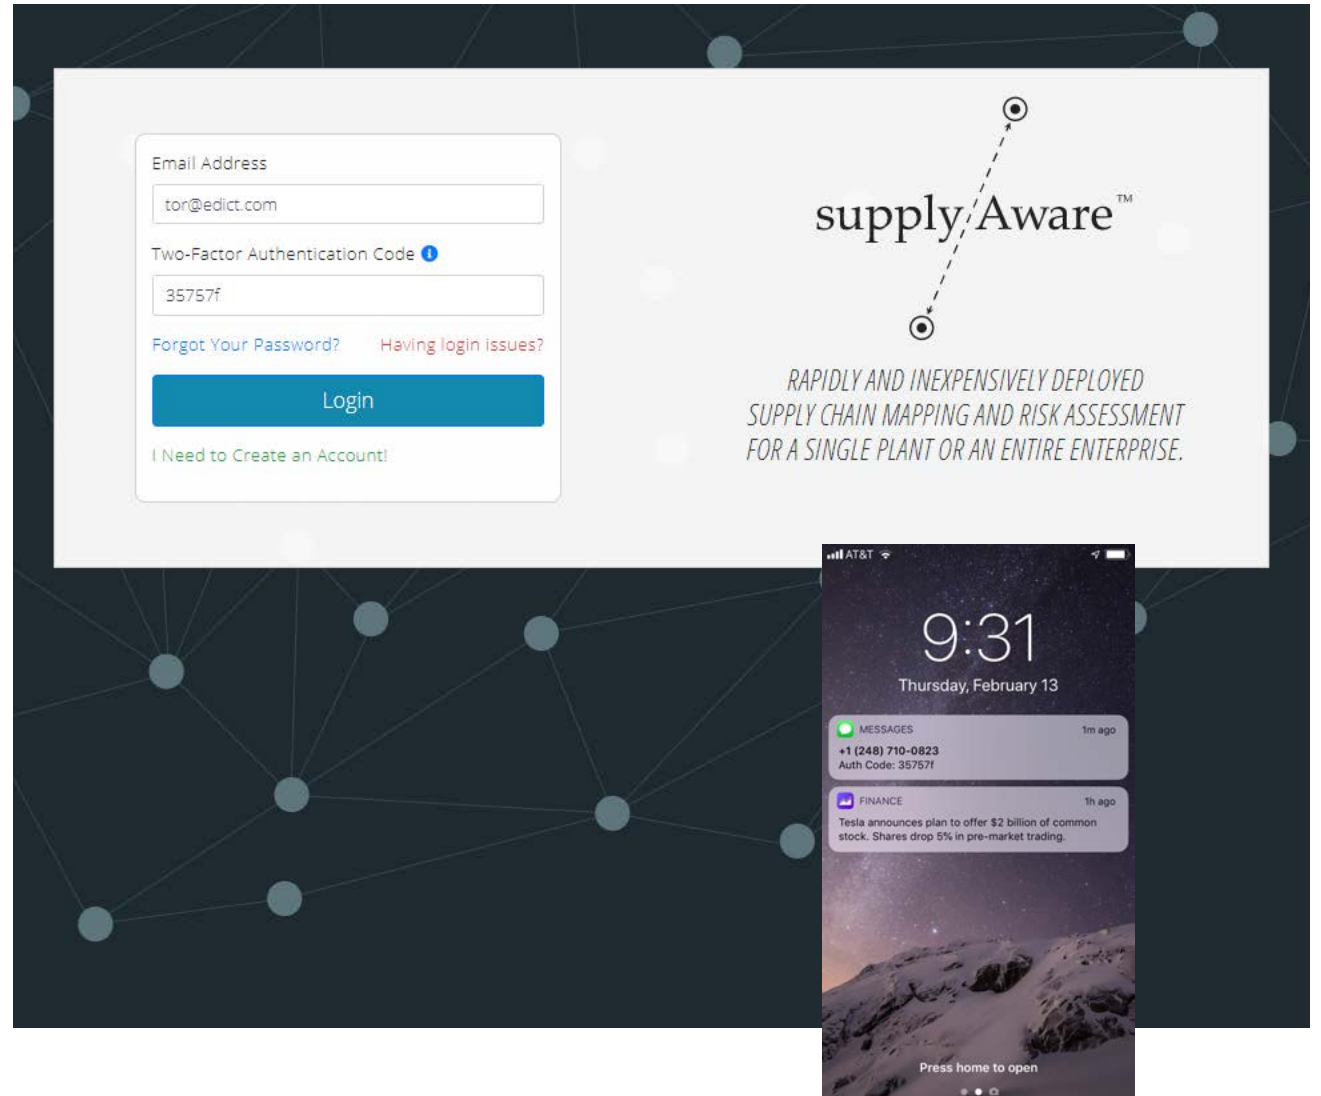 Email Address
tor@edict.com
Two-Factor Authentication Code
35757f
Forgot Your Password? Having login issues?
Login
I Need to Create an Account!
supply Aware™
RAPIDLY AND INEXPENSIVELY DEPLOYED
SUPPLY CHAIN MAPPING AND RISK ASSESSMENT
FOR A SINGLE PLANT OR AN ENTIRE ENTERPRISE.
AT&T
9:31
Thursday, February 13
MESSAGES 1m ago
+1 (248) 710-0823
Auth Code: 35757f
FINANCE 1h ago
Tesla announces plan to offer $2 billion of common
stock. Shares drop 5% in pre-market trading.
Press home to open